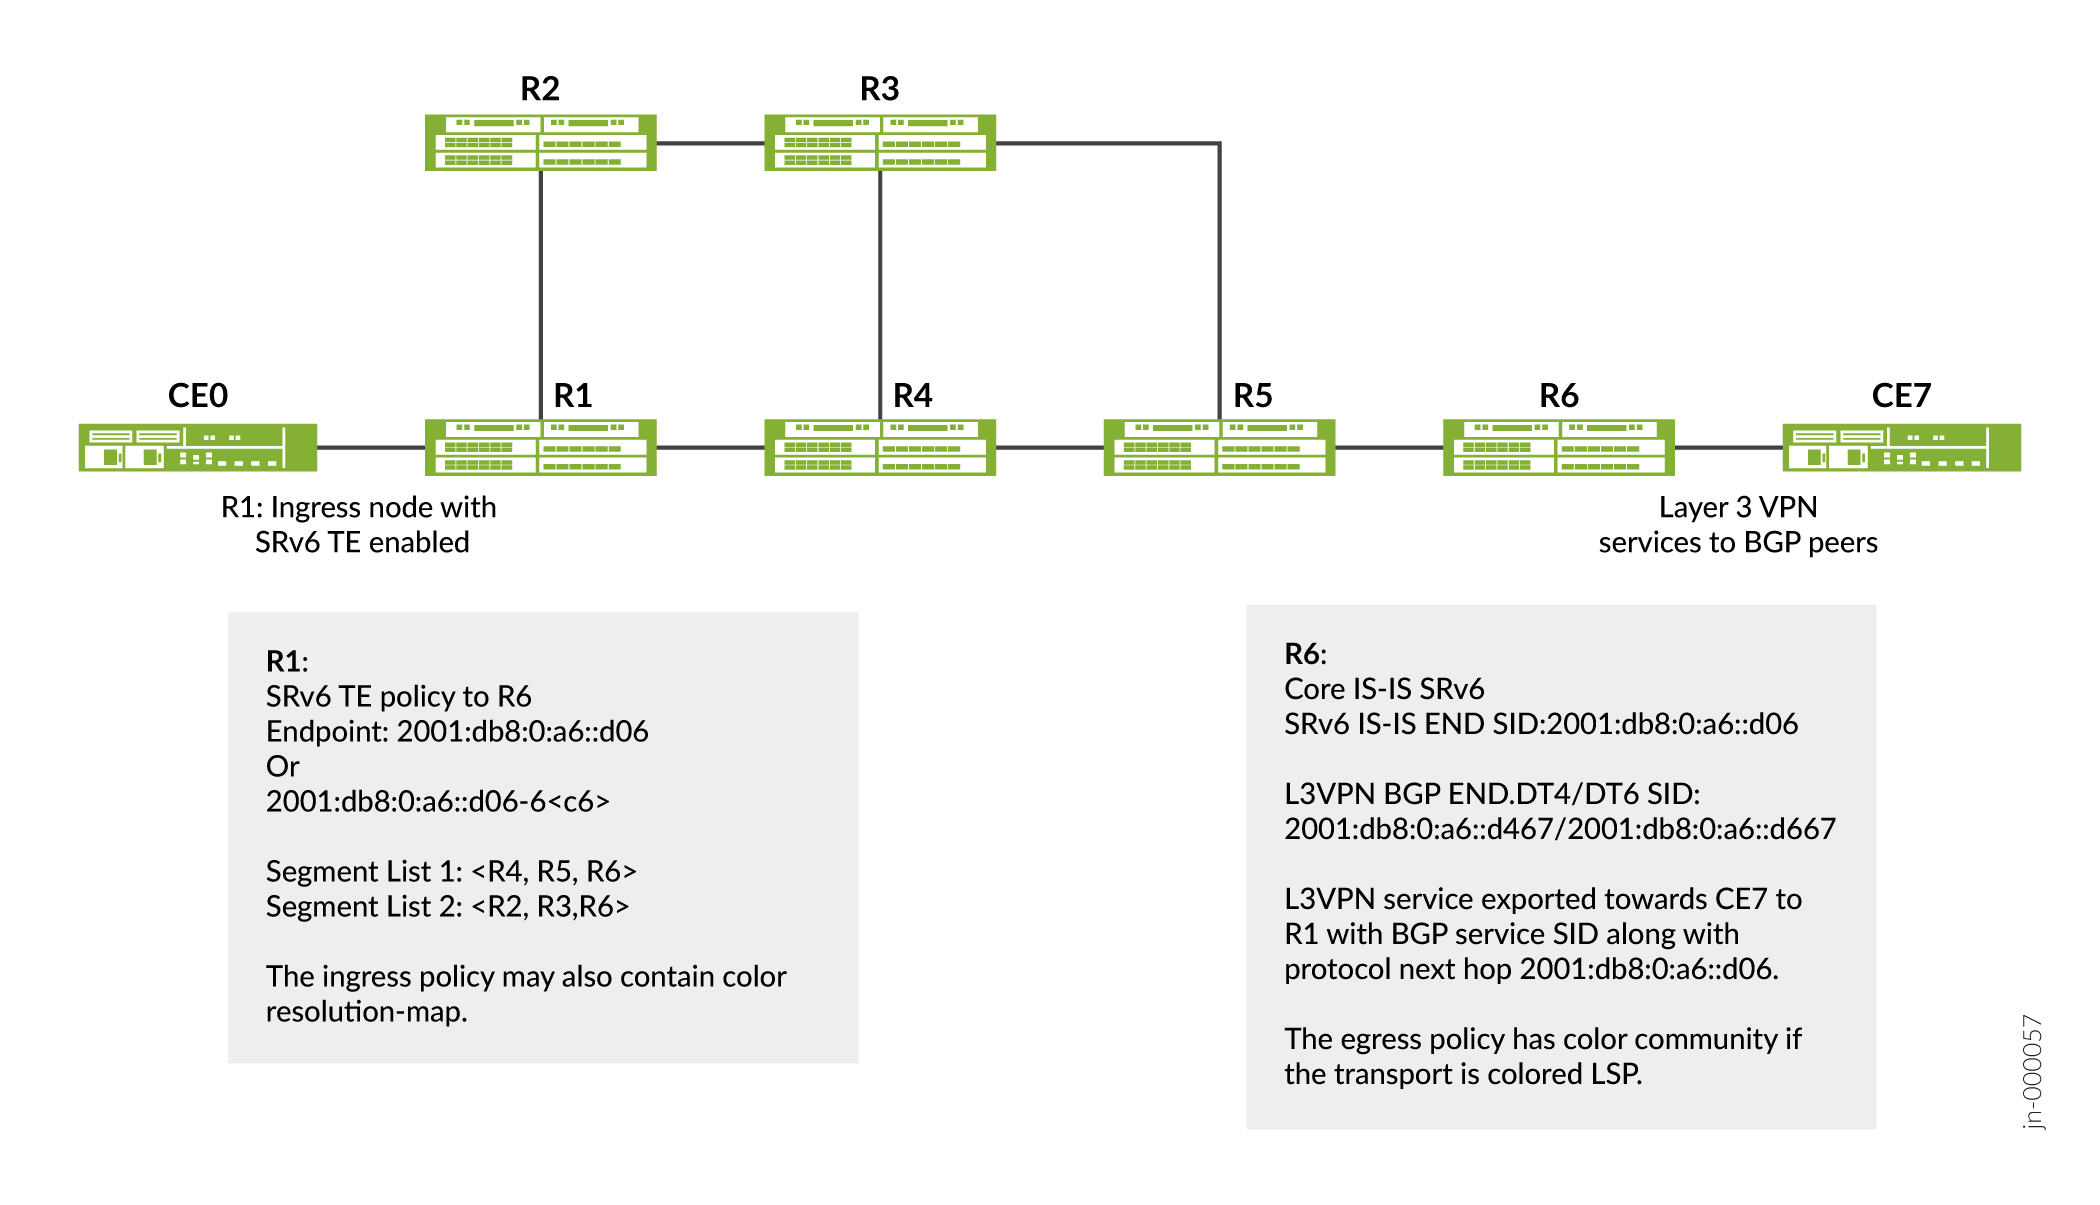 R2
R3
CE0
R1
R4
R5
R6
CE7
R1: Ingress node with
SRv6 TE enabled
Layer 3 VPN
services to BGP peers
R1:
SRv6 TE policy to R6
Endpoint: 2001:db8:0:a6::d06
Or
2001:db8:0:a6::d06-6<c6>
Segment List 1: <R4, R5, R6>
Segment List 2: <R2, R3,R6>
The ingress policy may also contain color
resolution-map.
R6:
Core IS-IS SRv6
SRv6 IS-IS END SID:2001:db8:0:a6::d06
L3VPN BGP END.DT4/DT6 SID:
2001:db8:0:a6::d467/2001:db8:0:a6::d667
L3VPN service exported towards CE7 to
R1 with BGP service SID along with
protocol next hop 2001:db8:0:a6::d06.
The egress policy has color community if
the transport is colored LSP.
jn-000057